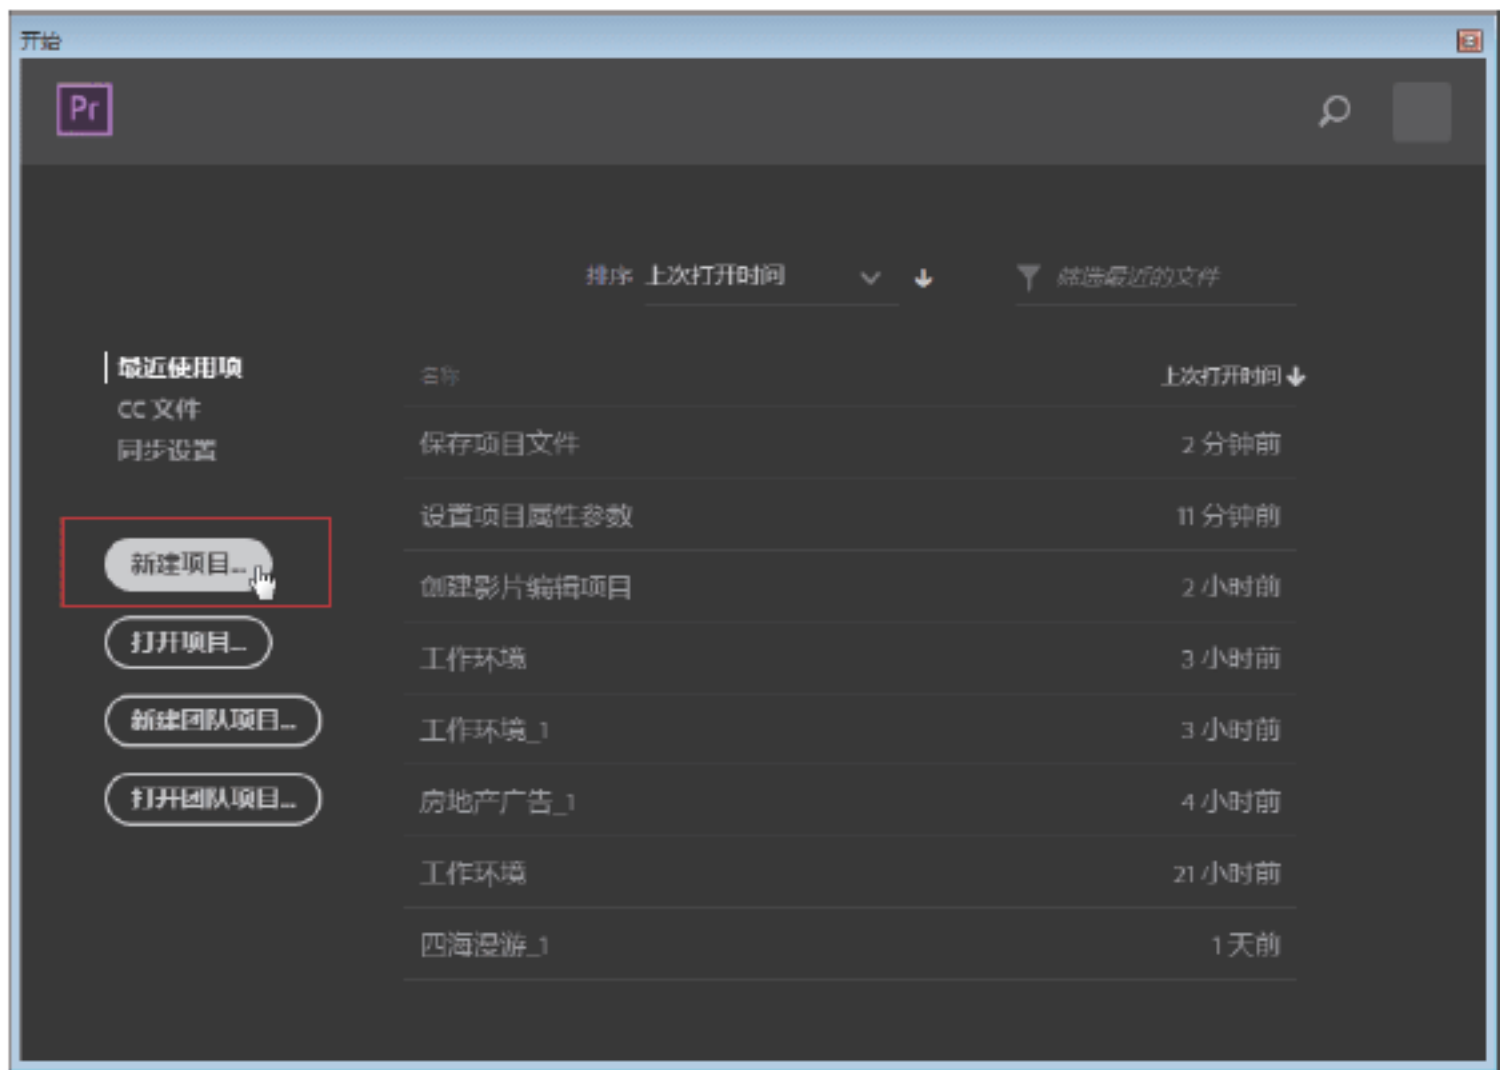 开始
Pr
排序 上次打开时间 筛选最近的文件
最近使用项
CC 文件
同步设置
新建项目...
打开项目...
新建团队项目...
打开团队项目...
名称 上次打开时间
保存项目文件 2 分钟前
设置项目属性参数 11 分钟前
创建影片编辑项目 2 小时前
工作环境 3 小时前
工作环境_1 3 小时前
房地产广告_1 4 小时前
工作环境 21 小时前
四海漫游_1 1 天前